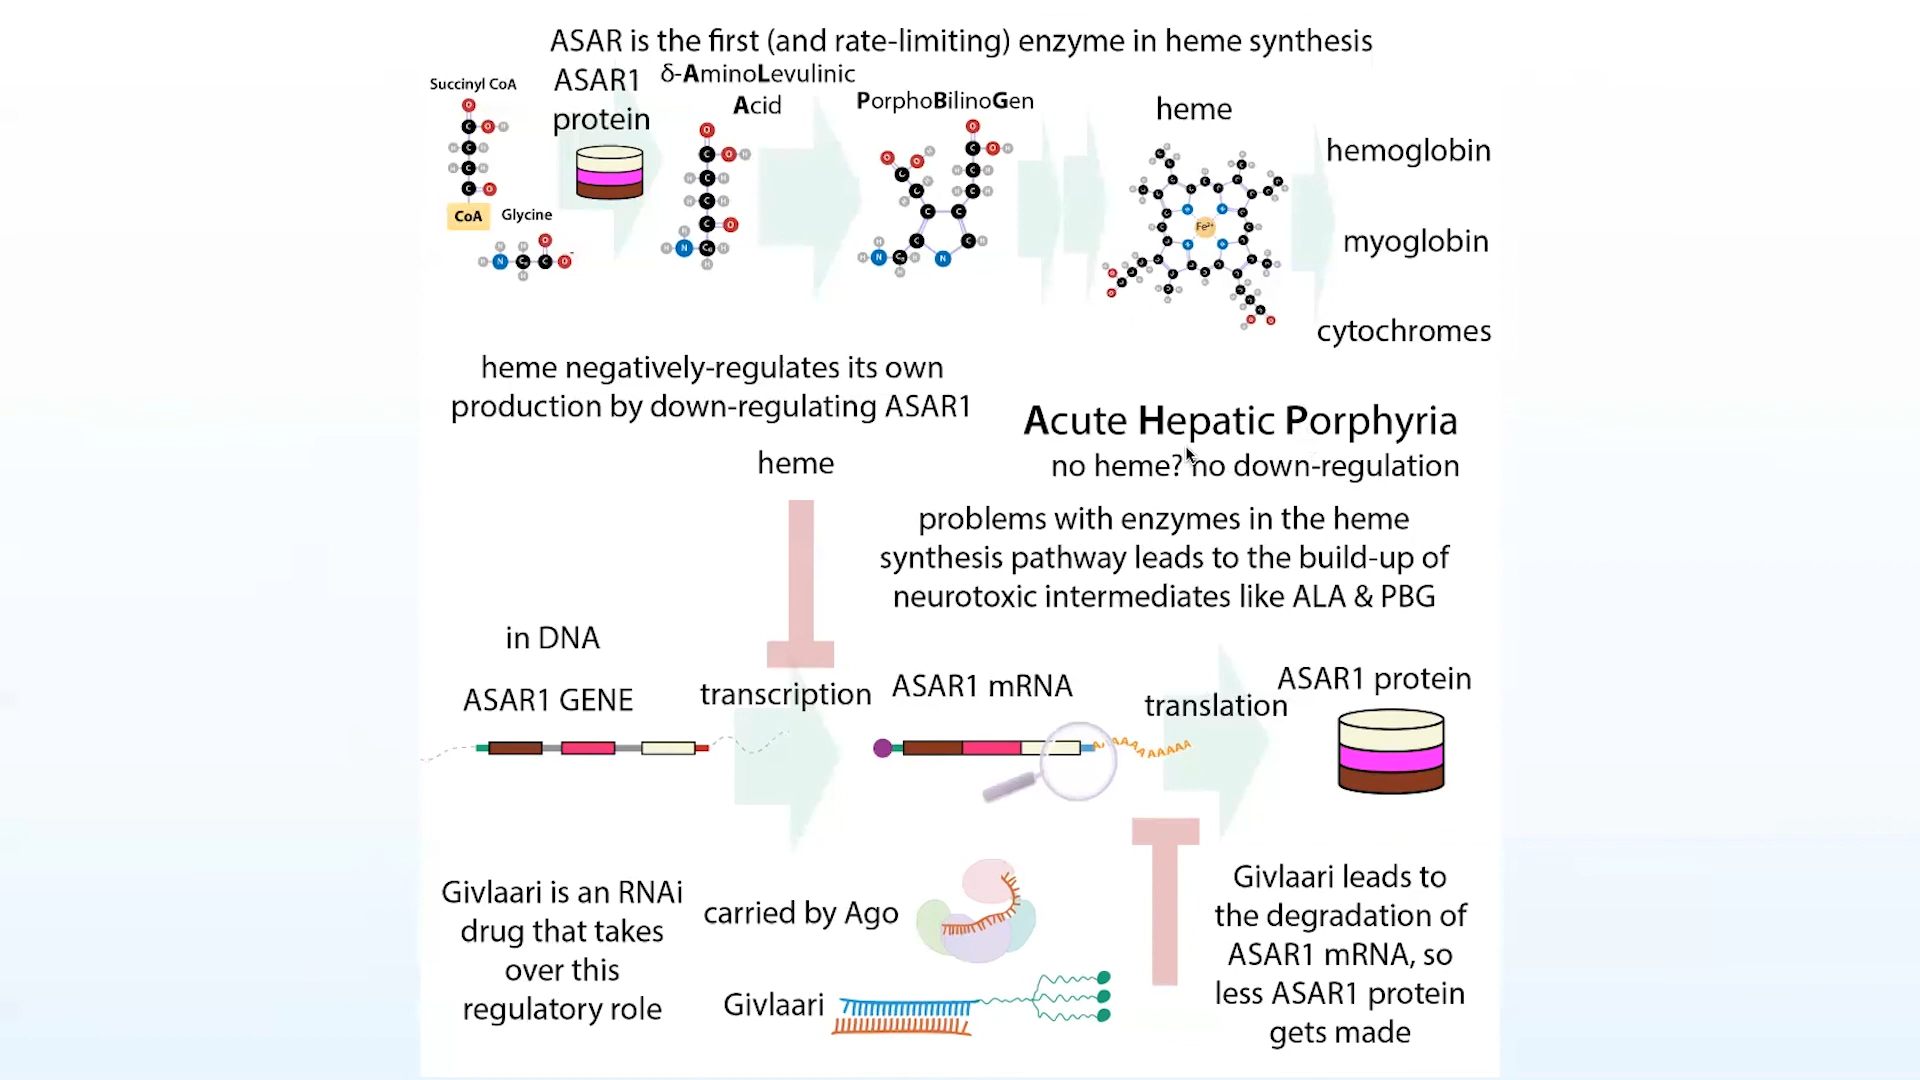 ASAR is the first (and rate-limiting) enzyme in heme synthesis
Succinyl CoA
ASAR1
protein
δ-AminoLevulinic
Acid
PorphoBilinoGen
heme
hemoglobin
myoglobin
cytochromes
CoA
Glycine
Fe²⁺
heme negatively-regulates its own
production by down-regulating ASAR1
heme
Acute Hepatic Porphyria
no heme? no down-regulation
problems with enzymes in the heme
synthesis pathway leads to the build-up of
neurotoxic intermediates like ALA & PBG
in DNA
ASAR1 GENE
transcription
ASAR1 mRNA
translation
ASAR1 protein
Givlaari is an RNAi
drug that takes
over this
regulatory role
carried by Ago
Givlaari
Givlaari leads to
the degradation of
ASAR1 mRNA, so
less ASAR1 protein
gets made